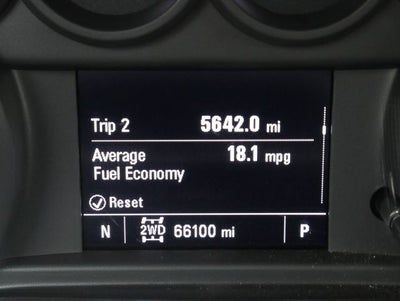 Trip 2 5642.0 mi
Average 18.1 mpg
Fuel Economy
Reset
N 2WD 66100 mi P